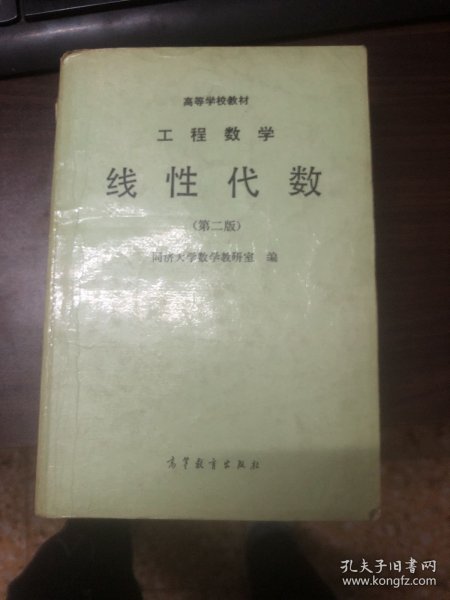 高等学校教材
工程数学
线性代数
(第二版)
同济大学数学教研室 编
高等教育出版社
孔夫子旧书网
www.kongfz.com